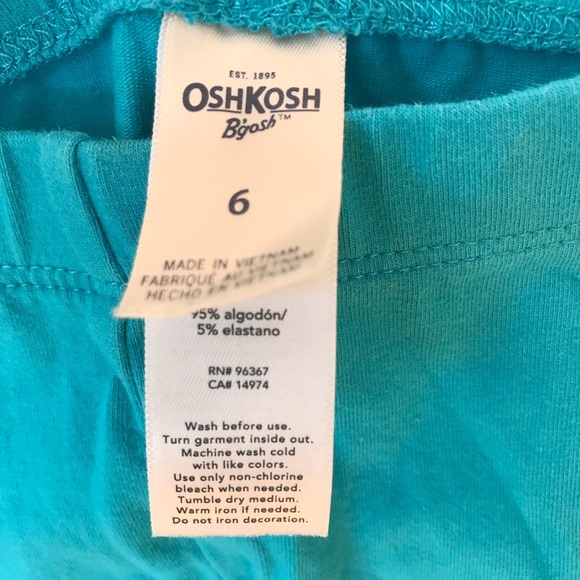 EST. 1895
OSHKOSH
B'gosh™
6
MADE IN VIETNAM
FABRIQUÉ AU VIETNAM
HECHO EN VIETNAM
95% algodón/
5% elastano
RN# 96367
CA# 14974
Wash before use.
Turn garment inside out.
Machine wash cold
with like colors.
Use only non-chlorine
bleach when needed.
Tumble dry medium.
Warm iron if needed.
Do not iron decoration.